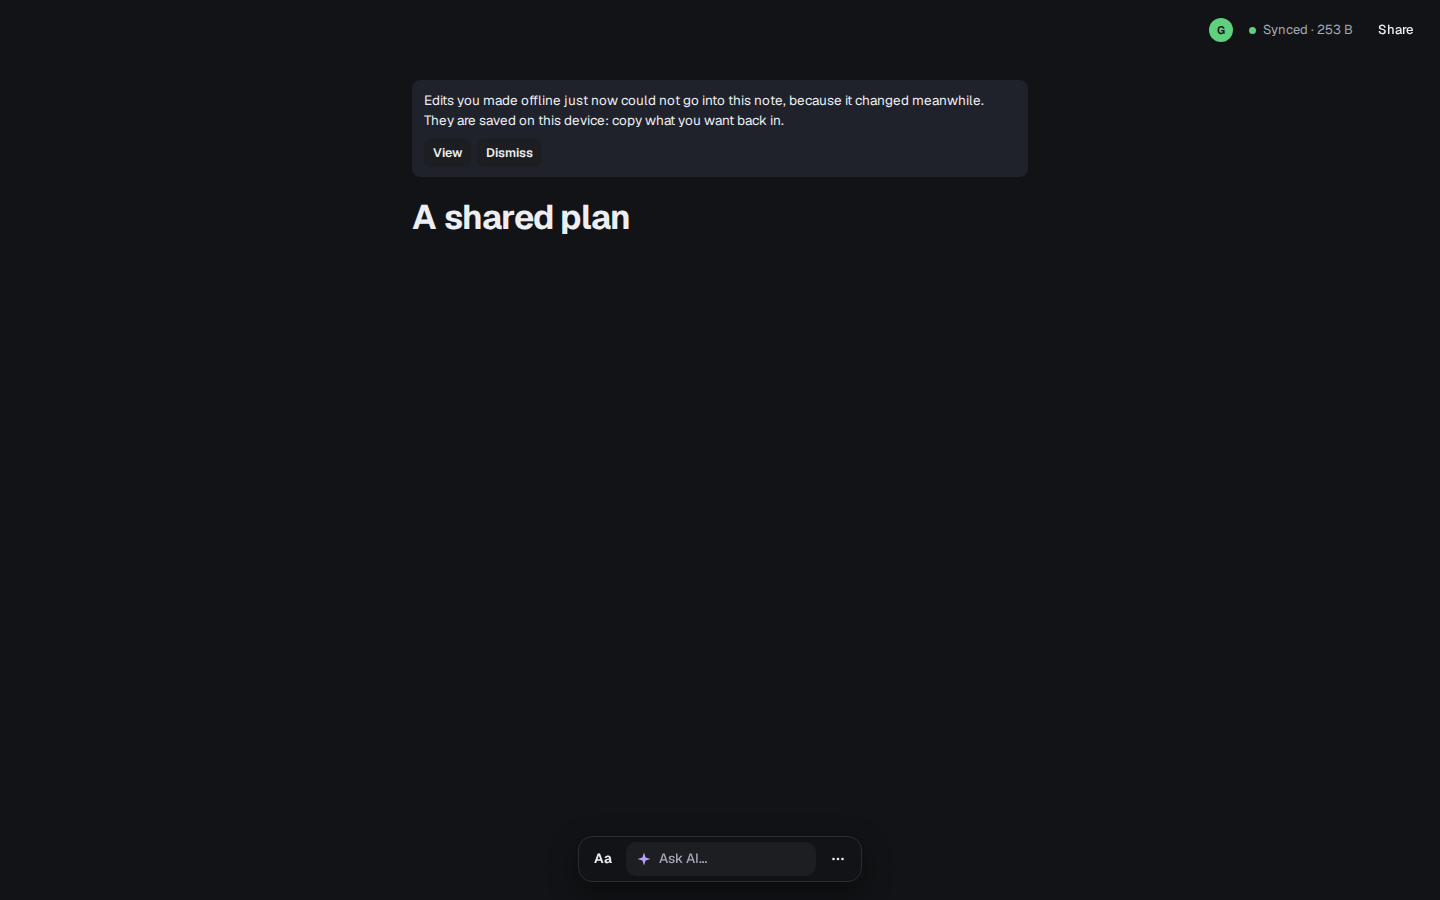 G
Synced · 253 B
Share
Edits you made offline just now could not go into this note, because it changed meanwhile.
They are saved on this device: copy what you want back in.
View
Dismiss
A shared plan
Aa
Ask AI...